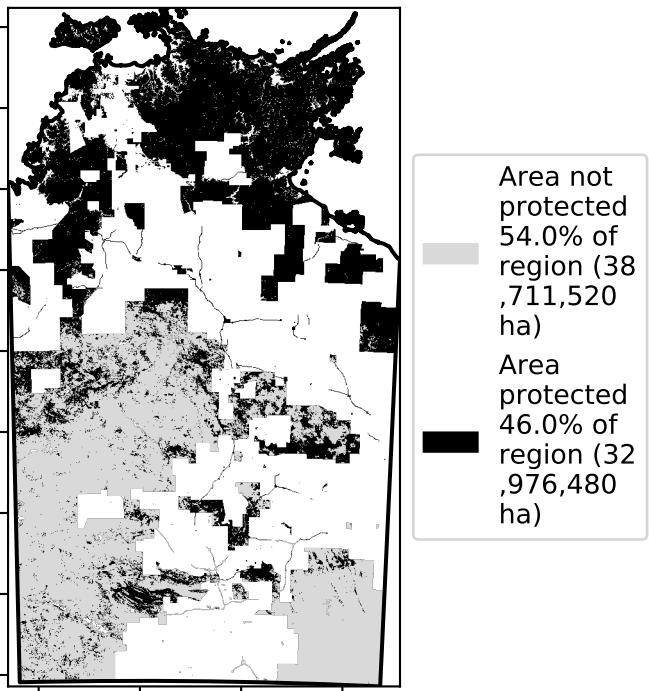 Area not
protected
54.0% of
region (38
,711,520
ha)
Area
protected
46.0% of
region (32
,976,480
ha)